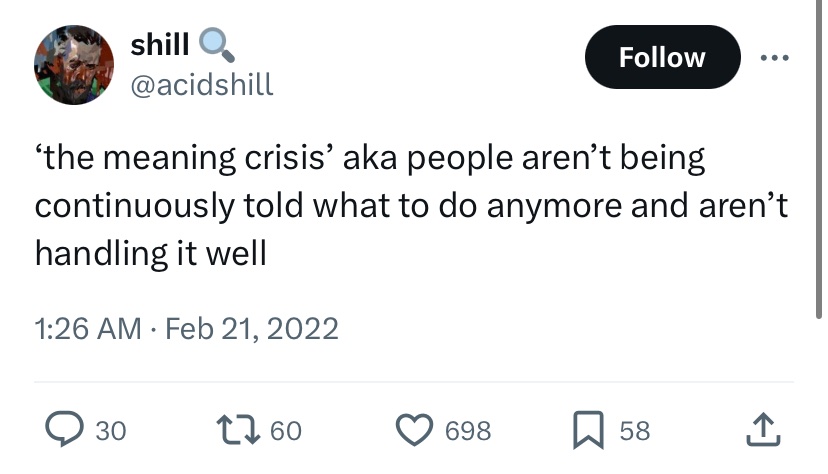 shill
@acidshill
Follow
‘the meaning crisis’ aka people aren’t being
continuously told what to do anymore and aren’t
handling it well
1:26 AM · Feb 21, 2022
30 60 698 58